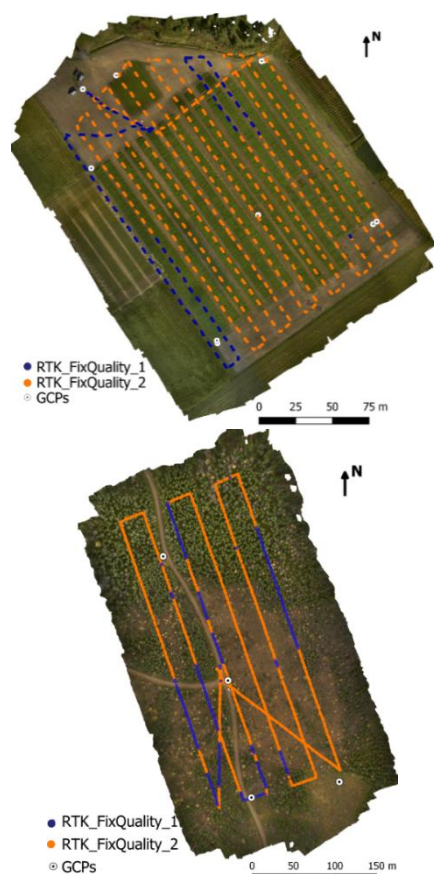 N
RTK_FixQuality_1
RTK_FixQuality_2
GCPs
0 25 50 75 m
N
RTK_FixQuality_1
RTK_FixQuality_2
GCPs
0 50 100 150 m